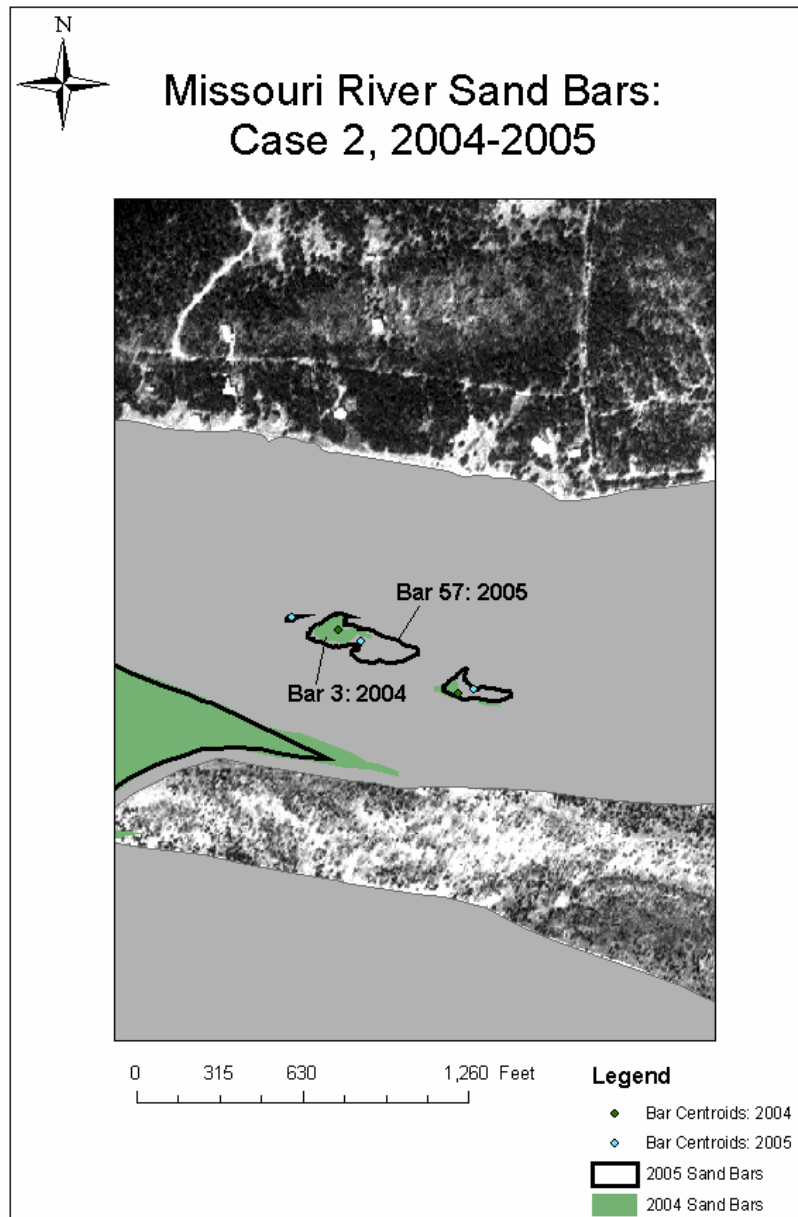 N
Missouri River Sand Bars:
Case 2, 2004-2005
Bar 57: 2005
Bar 3: 2004
0 315 630 1,260 Feet
Legend
Bar Centroids: 2004
Bar Centroids: 2005
2005 Sand Bars
2004 Sand Bars